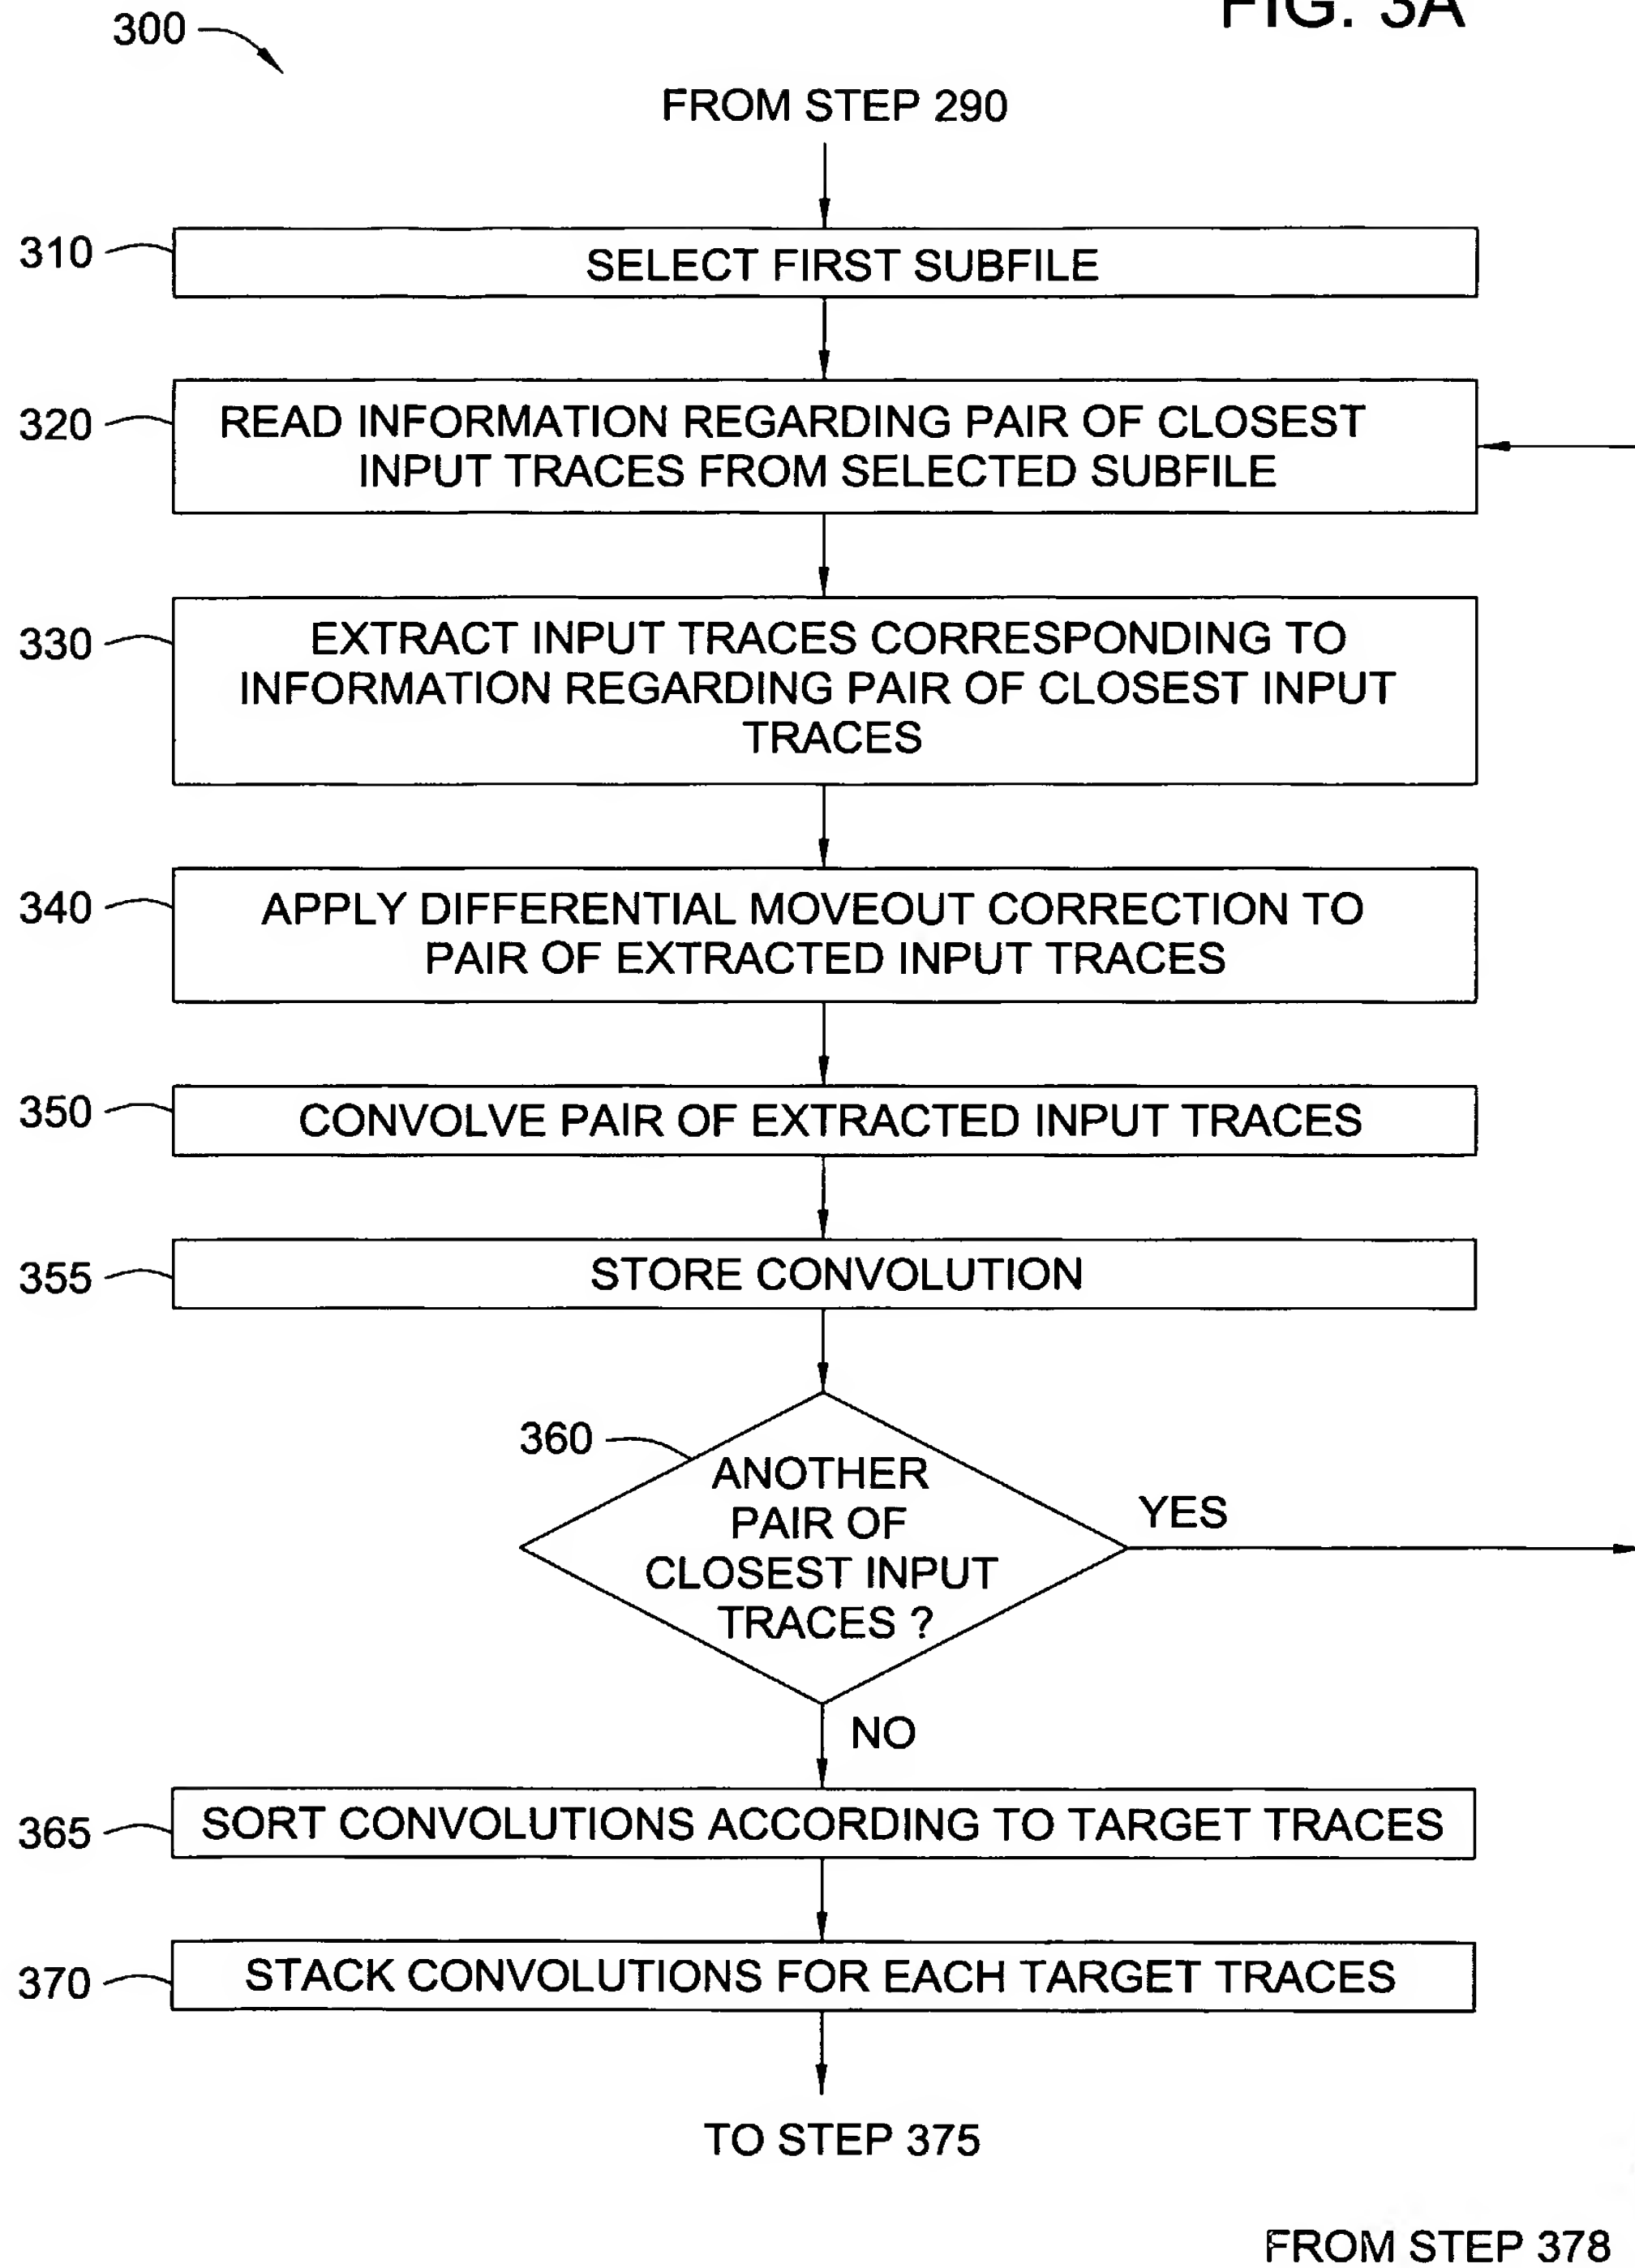 FIG. 3A
300
FROM STEP 290
310
SELECT FIRST SUBFILE
320
READ INFORMATION REGARDING PAIR OF CLOSEST
INPUT TRACES FROM SELECTED SUBFILE
330
EXTRACT INPUT TRACES CORRESPONDING TO
INFORMATION REGARDING PAIR OF CLOSEST INPUT
TRACES
340
APPLY DIFFERENTIAL MOVEOUT CORRECTION TO
PAIR OF EXTRACTED INPUT TRACES
350
CONVOLVE PAIR OF EXTRACTED INPUT TRACES
355
STORE CONVOLUTION
360
ANOTHER
PAIR OF
CLOSEST INPUT
TRACES ?
YES
NO
365
SORT CONVOLUTIONS ACCORDING TO TARGET TRACES
370
STACK CONVOLUTIONS FOR EACH TARGET TRACES
TO STEP 375
FROM STEP 378